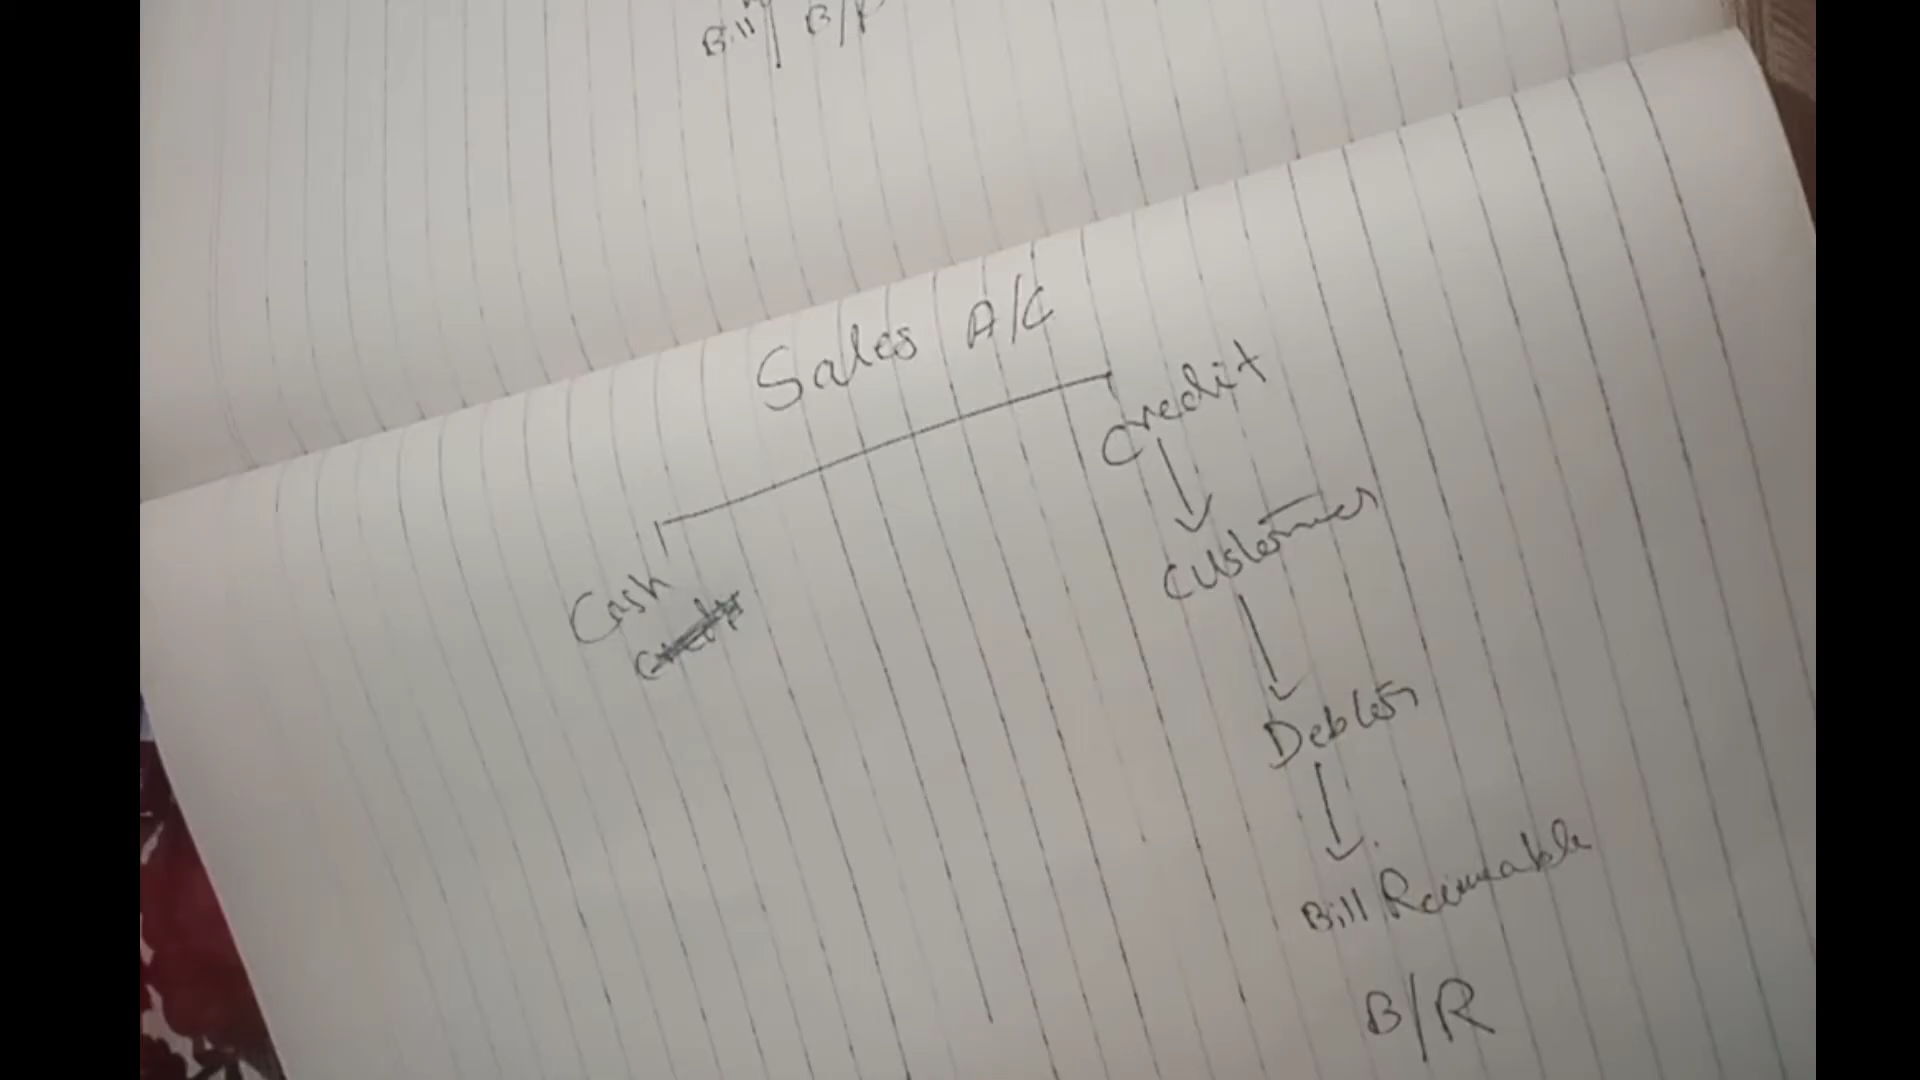 Bill B/P
Sales A/C
Cash
Credit
Customer
Debtor
Bill Receivable
B/R